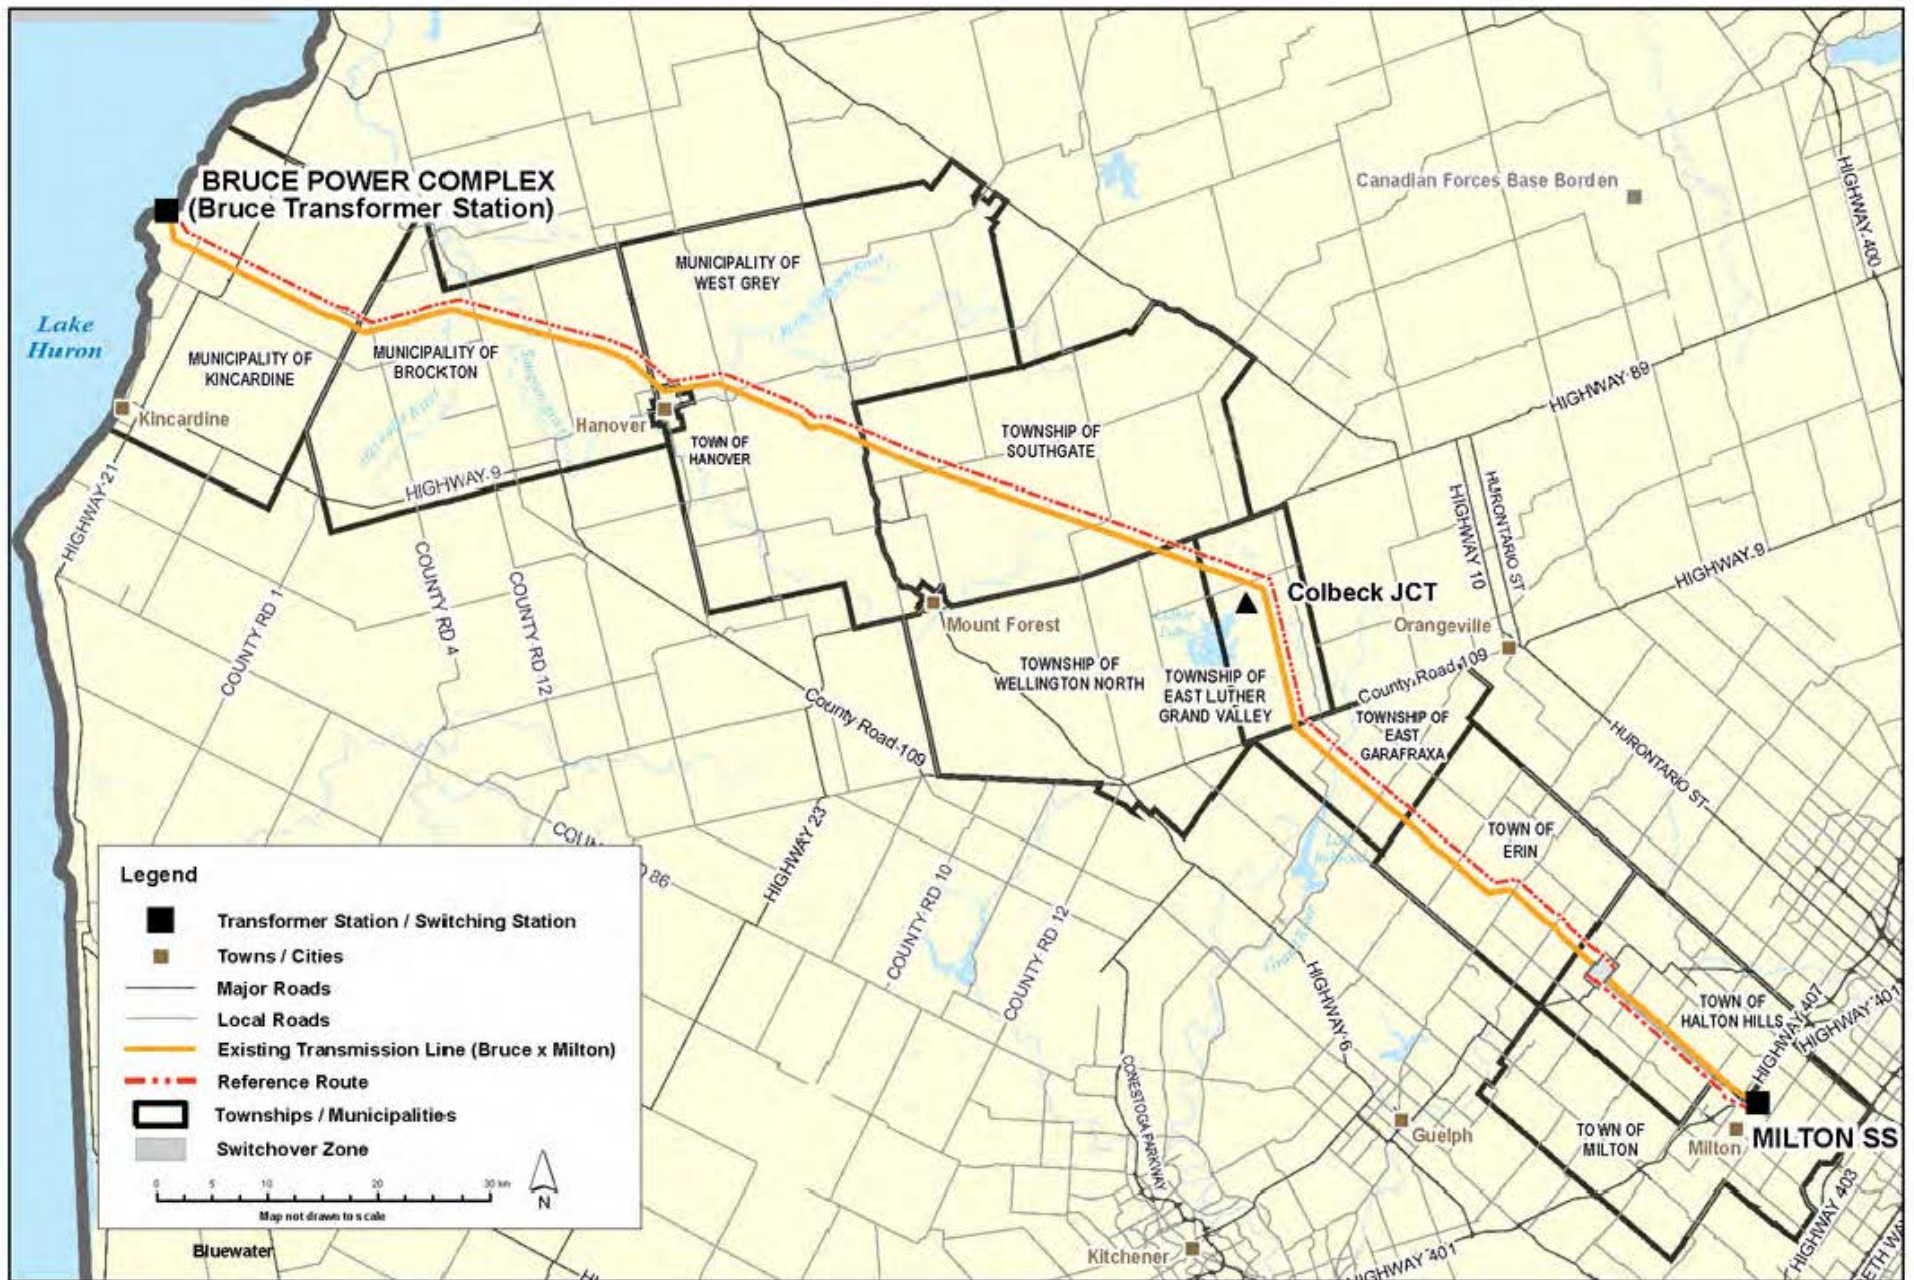 BRUCE POWER COMPLEX
(Bruce Transformer Station)
Canadian Forces Base Borden
HIGHWAY 400
MUNICIPALITY OF
WEST GREY
Lake
Huron
MUNICIPALITY OF
KINCARDINE
MUNICIPALITY OF
BROCKTON
Kincardine
Hanover
TOWN OF
HANOVER
TOWNSHIP OF
SOUTHGATE
HIGHWAY 89
HIGHWAY 9
HIGHWAY 21
COUNTY RD 1
COUNTY RD 4
COUNTY RD 12
HIGHWAY 10
HURONTARIO ST
HIGHWAY 9
Colbeck JCT
Orangeville
Mount Forest
TOWNSHIP OF
WELLINGTON NORTH
TOWNSHIP OF
EAST LUTHER
GRAND VALLEY
County Road 109
TOWNSHIP OF
EAST
GARAFRAXA
County Road 109
HURONTARIO ST
HIGHWAY 23
TOWN OF
ERIN
86
COUNTY RD 10
COUNTY RD 12
HIGHWAY 6
TOWN OF
HALTON HILLS
HIGHWAY 407
HIGHWAY 401
CONESTOGA PARKWAY
Guelph
TOWN OF
MILTON
Milton
MILTON SS
HIGHWAY 403
Kitchener
HIGHWAY 401
Legend
Transformer Station / Switching Station
Towns / Cities
Major Roads
Local Roads
Existing Transmission Line (Bruce x Milton)
Reference Route
Townships / Municipalities
Switchover Zone
0 5 10 20 30 km
N
Map not drawn to scale
Bluewater